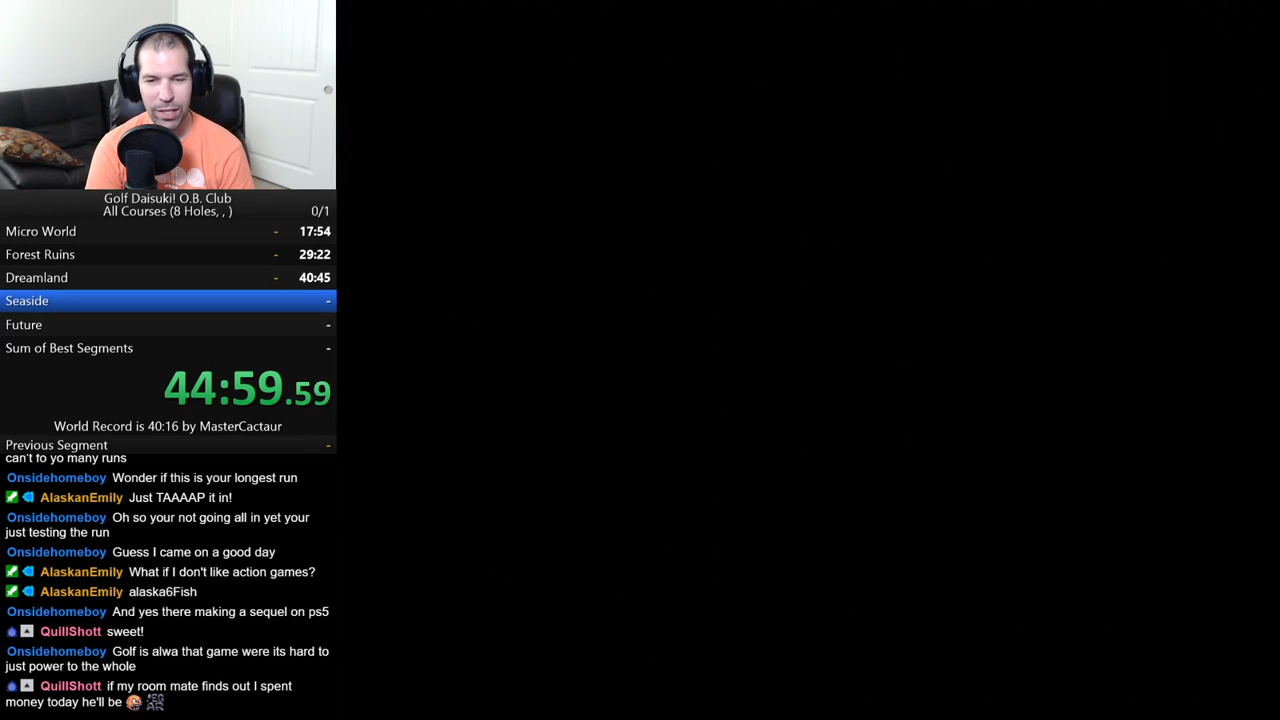 Golf Daisuki! O.B. Club
All Courses (8 Holes, , ) 0/1
Micro World - 17:54
Forest Ruins - 29:22
Dreamland - 40:45
Seaside -
Future -
Sum of Best Segments -
44:59.59
World Record is 40:16 by MasterCactaur
Previous Segment -
can't fo yo many runs
Onsidehomeboy Wonder if this is your longest run
AlaskanEmily Just TAAAAP it in!
Onsidehomeboy Oh so your not going all in yet your
just testing the run
Onsidehomeboy Guess I came on a good day
AlaskanEmily What if I don't like action games?
AlaskanEmily alaska6Fish
Onsidehomeboy And yes there making a sequel on ps5
QuillShott sweet!
Onsidehomeboy Golf is alwa that game were its hard to
just power to the whole
QuillShott if my room mate finds out I spent
money today he'll be